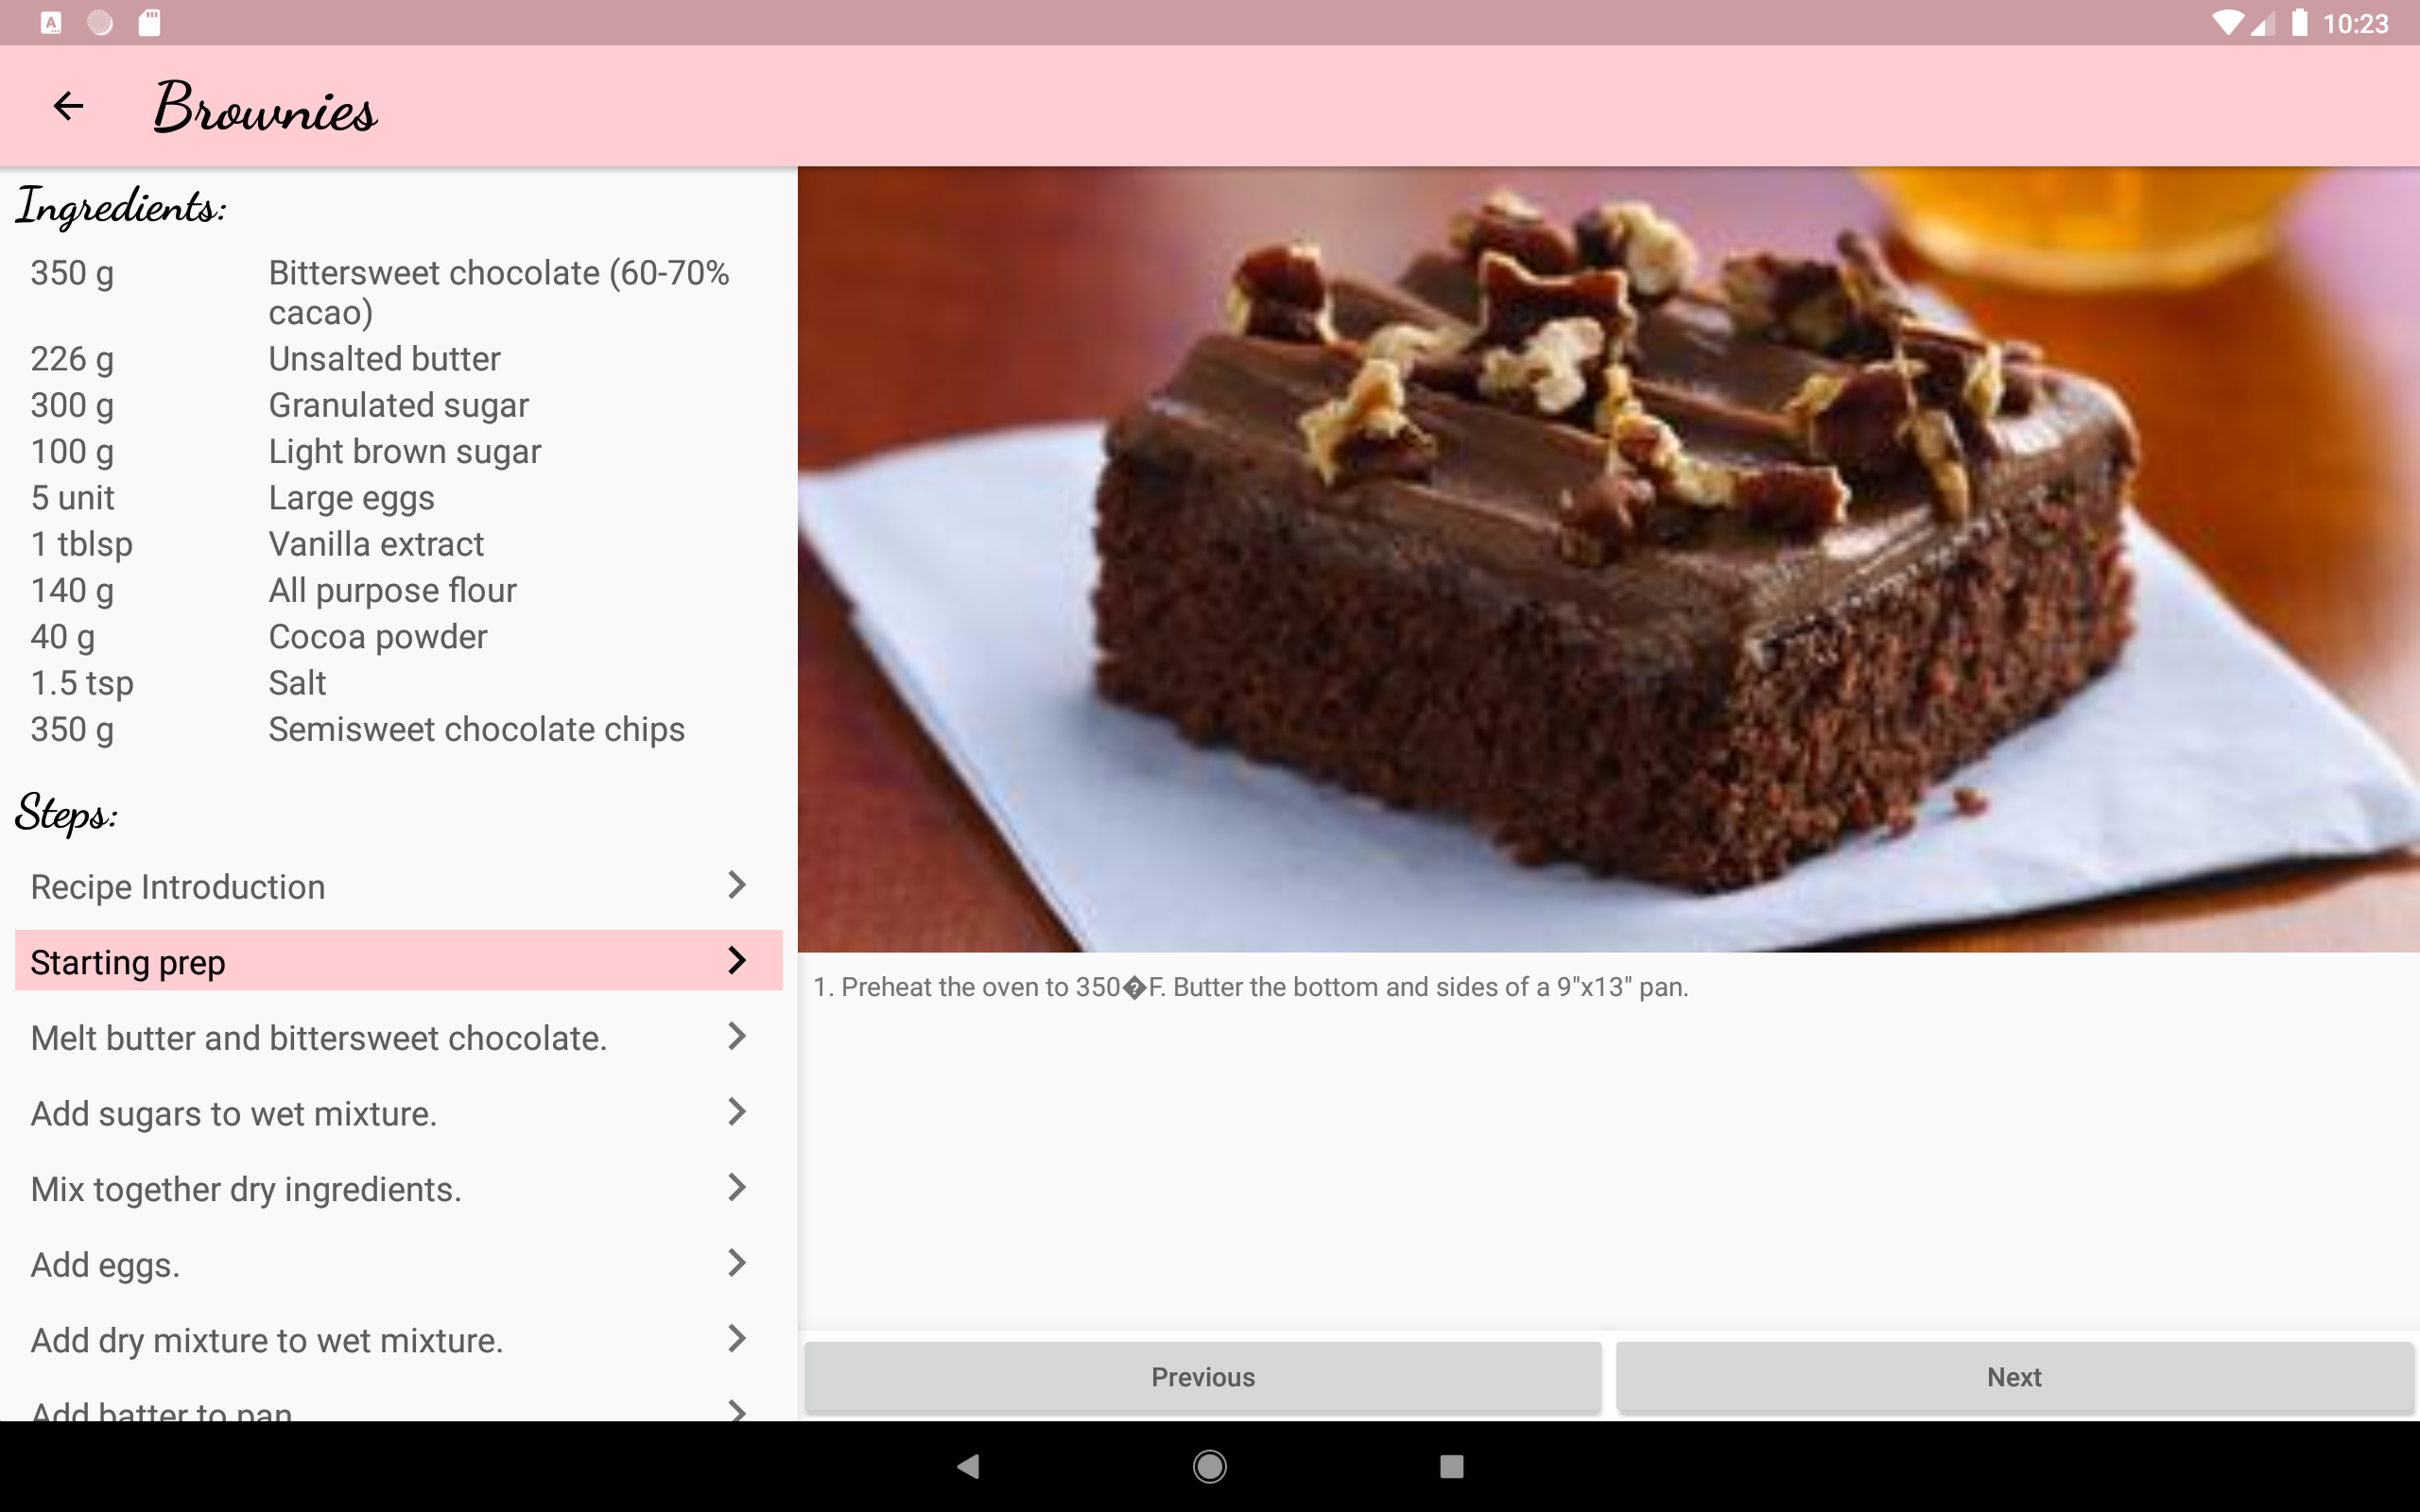 10:23
Brownies
Ingredients:
350 g Bittersweet chocolate (60-70%
cacao)
226 g Unsalted butter
300 g Granulated sugar
100 g Light brown sugar
5 unit Large eggs
1 tblsp Vanilla extract
140 g All purpose flour
40 g Cocoa powder
1.5 tsp Salt
350 g Semisweet chocolate chips
Steps:
Recipe Introduction
Starting prep
Melt butter and bittersweet chocolate.
Add sugars to wet mixture.
Mix together dry ingredients.
Add eggs.
Add dry mixture to wet mixture.
Add batter to pan
1. Preheat the oven to 350�F. Butter the bottom and sides of a 9"x13" pan.
Previous Next